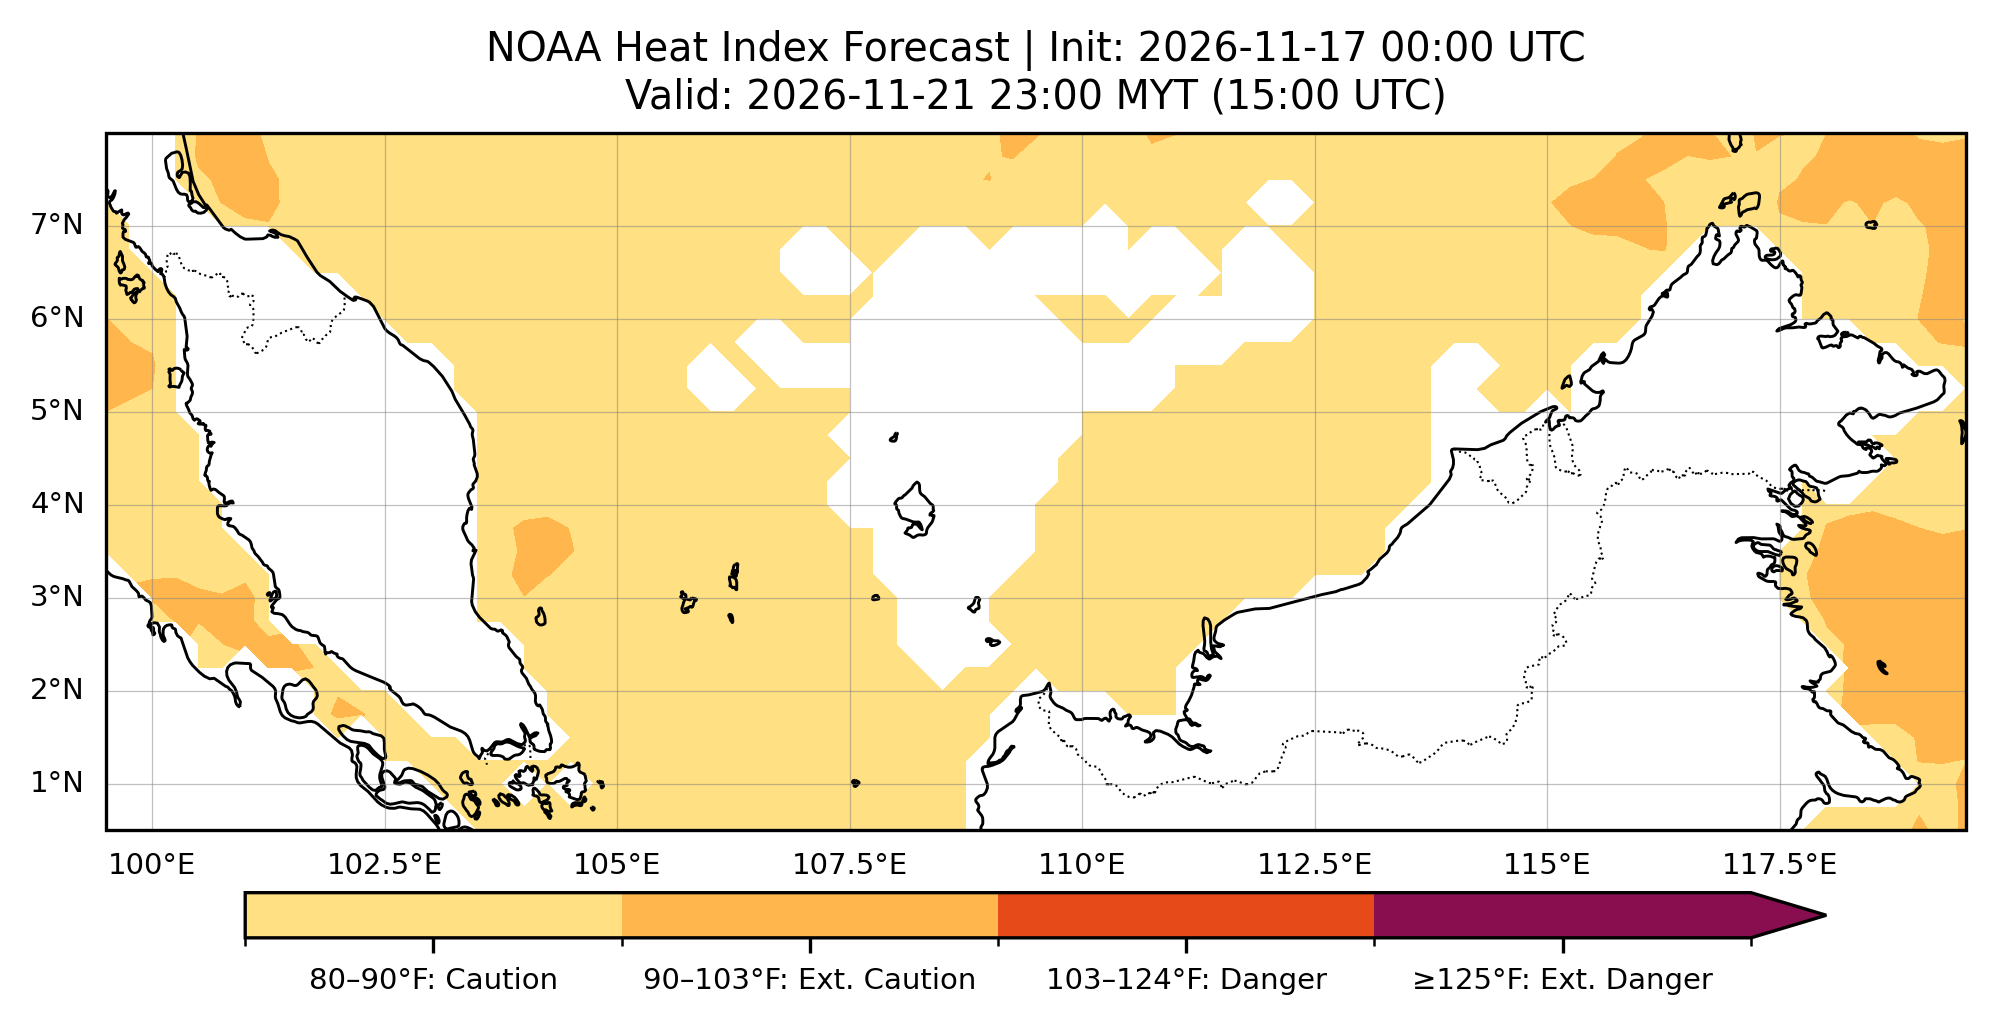 NOAA Heat Index Forecast | Init: 2026-11-17 00:00 UTC
Valid: 2026-11-21 23:00 MYT (15:00 UTC)
7°N
6°N
5°N
4°N
3°N
2°N
1°N
100°E 102.5°E 105°E 107.5°E 110°E 112.5°E 115°E 117.5°E
80–90°F: Caution 90–103°F: Ext. Caution 103–124°F: Danger ≥125°F: Ext. Danger